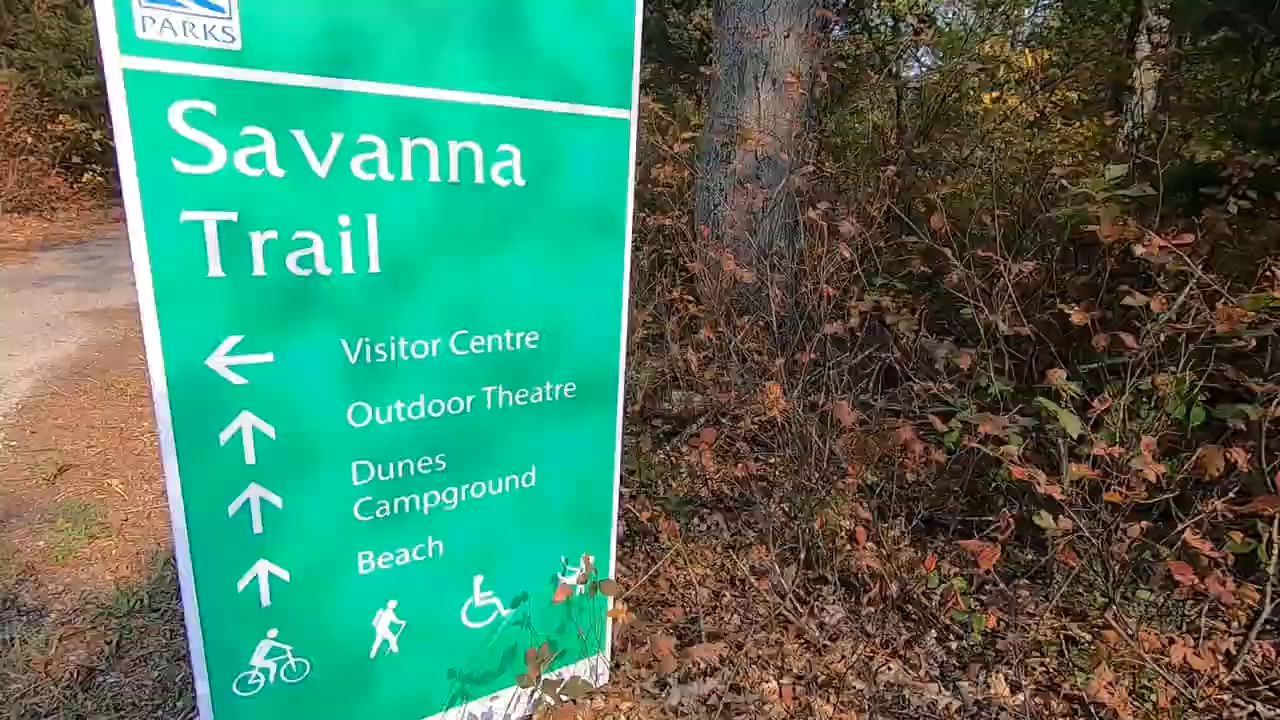 PARKS
Savanna
Trail
Visitor Centre
Outdoor Theatre
Dunes
Campground
Beach